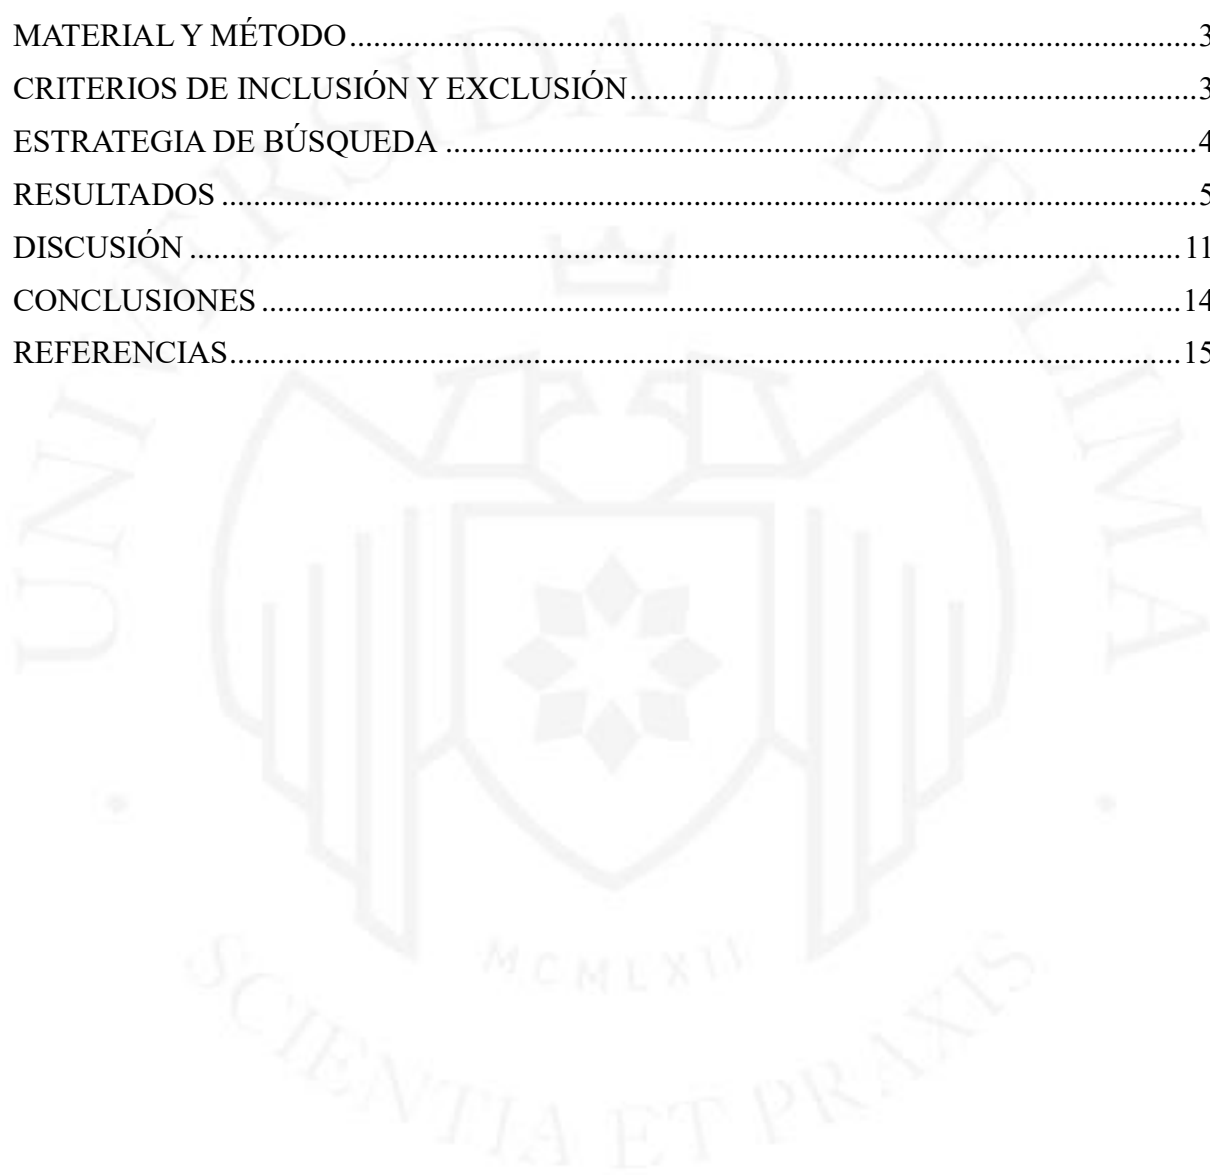 MATERIAL Y MÉTODO........................................................................................................3
CRITERIOS DE INCLUSIÓN Y EXCLUSIÓN......................................................................3
ESTRATEGIA DE BÚSQUEDA .............................................................................................4
RESULTADOS .........................................................................................................................5
DISCUSIÓN ...........................................................................................................................11
CONCLUSIONES ..................................................................................................................14
REFERENCIAS......................................................................................................................15
UNIVERSIDAD DE LIMA
MCMLXII
SCIENTIA ET PRAXIS